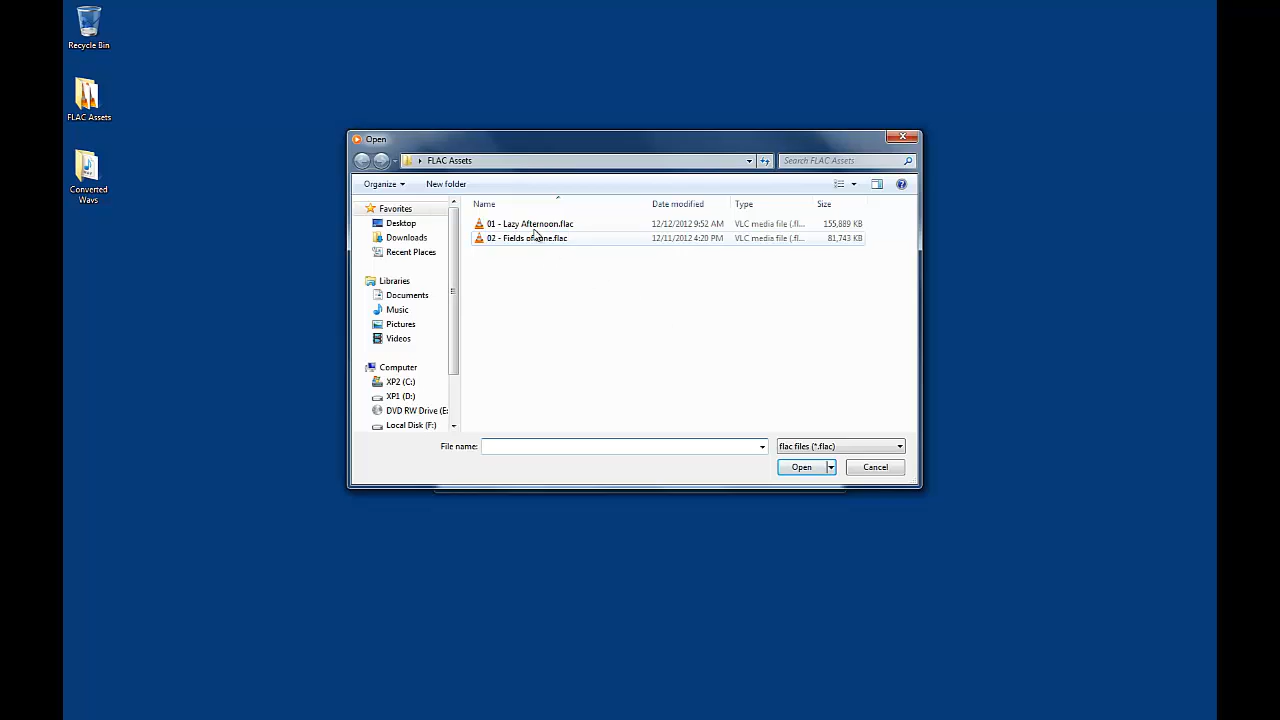 Recycle Bin
FLAC Assets
Converted
Wavs
Open
FLAC Assets
Search FLAC Assets
Organize
New folder
Name
Date modified
Type
Size
01 - Lazy Afternoon.flac
12/12/2012 9:52 AM
VLC media file (.fl...
155,889 KB
02 - Fields
12/11/2012 4:20 PM
VLC media file (.fl...
81,743 KB
Favorites
Desktop
Downloads
Recent Places
Libraries
Documents
Music
Pictures
Videos
Computer
XP2 (C:)
XP1 (D:)
DVD RW Drive (E:
Local Disk (F:)
File name:
flac files (*.flac)
Open
Cancel